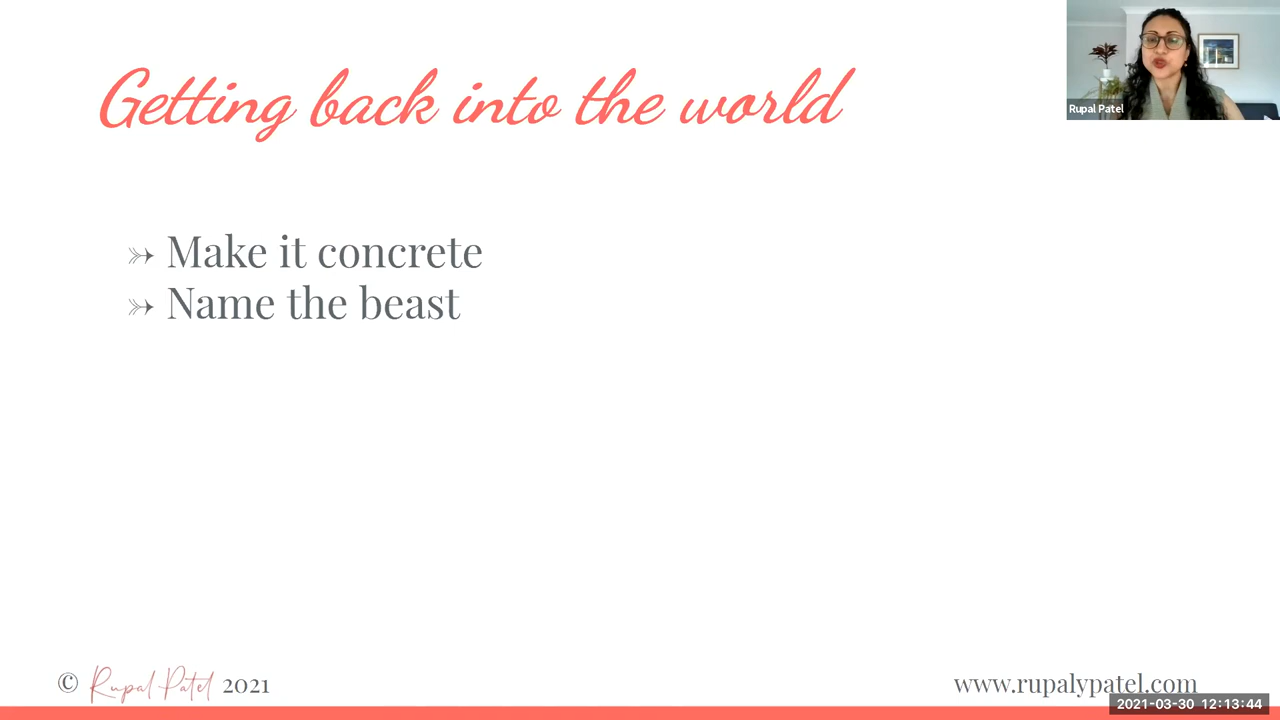 Getting back into the world
Rupal Patel
➳ Make it concrete
➳ Name the beast
© Rupal Patel 2021
www.rupalypatel.com
2021-03-30 12:13:44